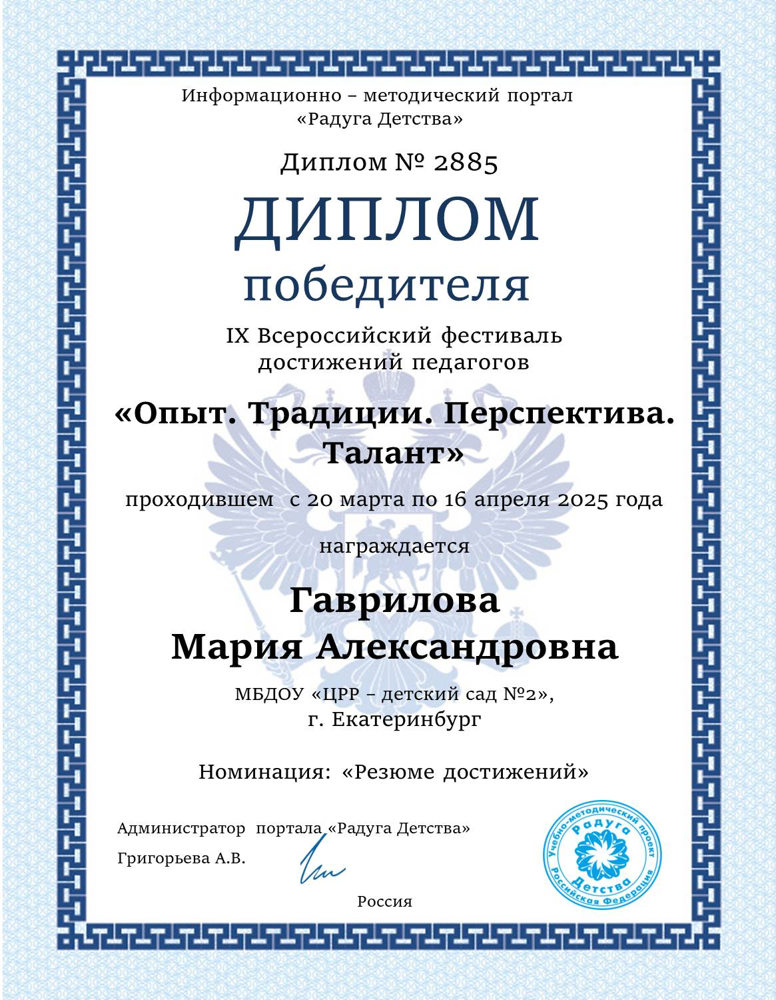 Информационно – методический портал
«Радуга Детства»
Диплом № 2885
ДИПЛОМ
победителя
IX Всероссийский фестиваль
достижений педагогов
«Опыт. Традиции. Перспектива.
Талант»
проходившем с 20 марта по 16 апреля 2025 года
награждается
Гаврилова
Мария Александровна
МБДОУ «ЦРР – детский сад №2»,
г. Екатеринбург
Номинация: «Резюме достижений»
Администратор портала «Радуга Детства»
Григорьева А.В.
Россия
Учебно-методический проект
Радуга
Детства
Российская Федерация